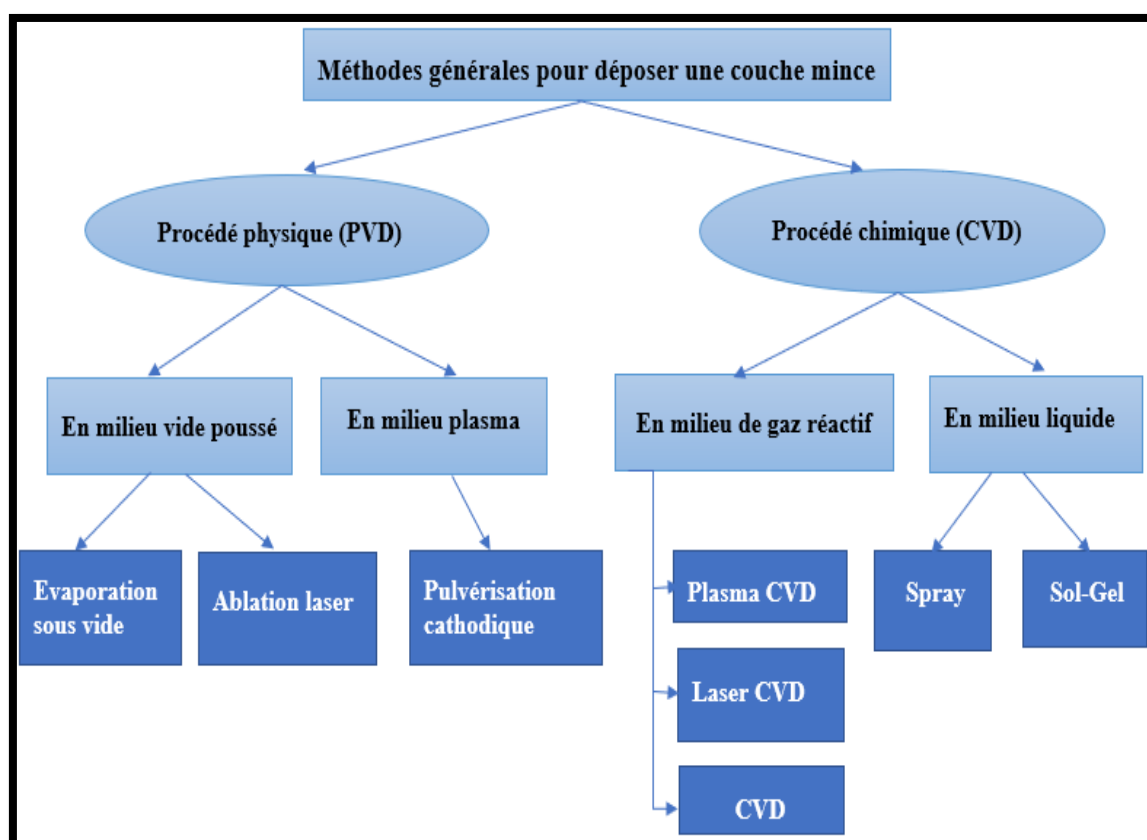 Méthodes générales pour déposer une couche mince
Procédé physique (PVD)
Procédé chimique (CVD)
En milieu vide poussé
En milieu plasma
En milieu de gaz réactif
En milieu liquide
Evaporation
sous vide
Ablation laser
Pulvérisation
cathodique
Plasma CVD
Laser CVD
CVD
Spray
Sol-Gel